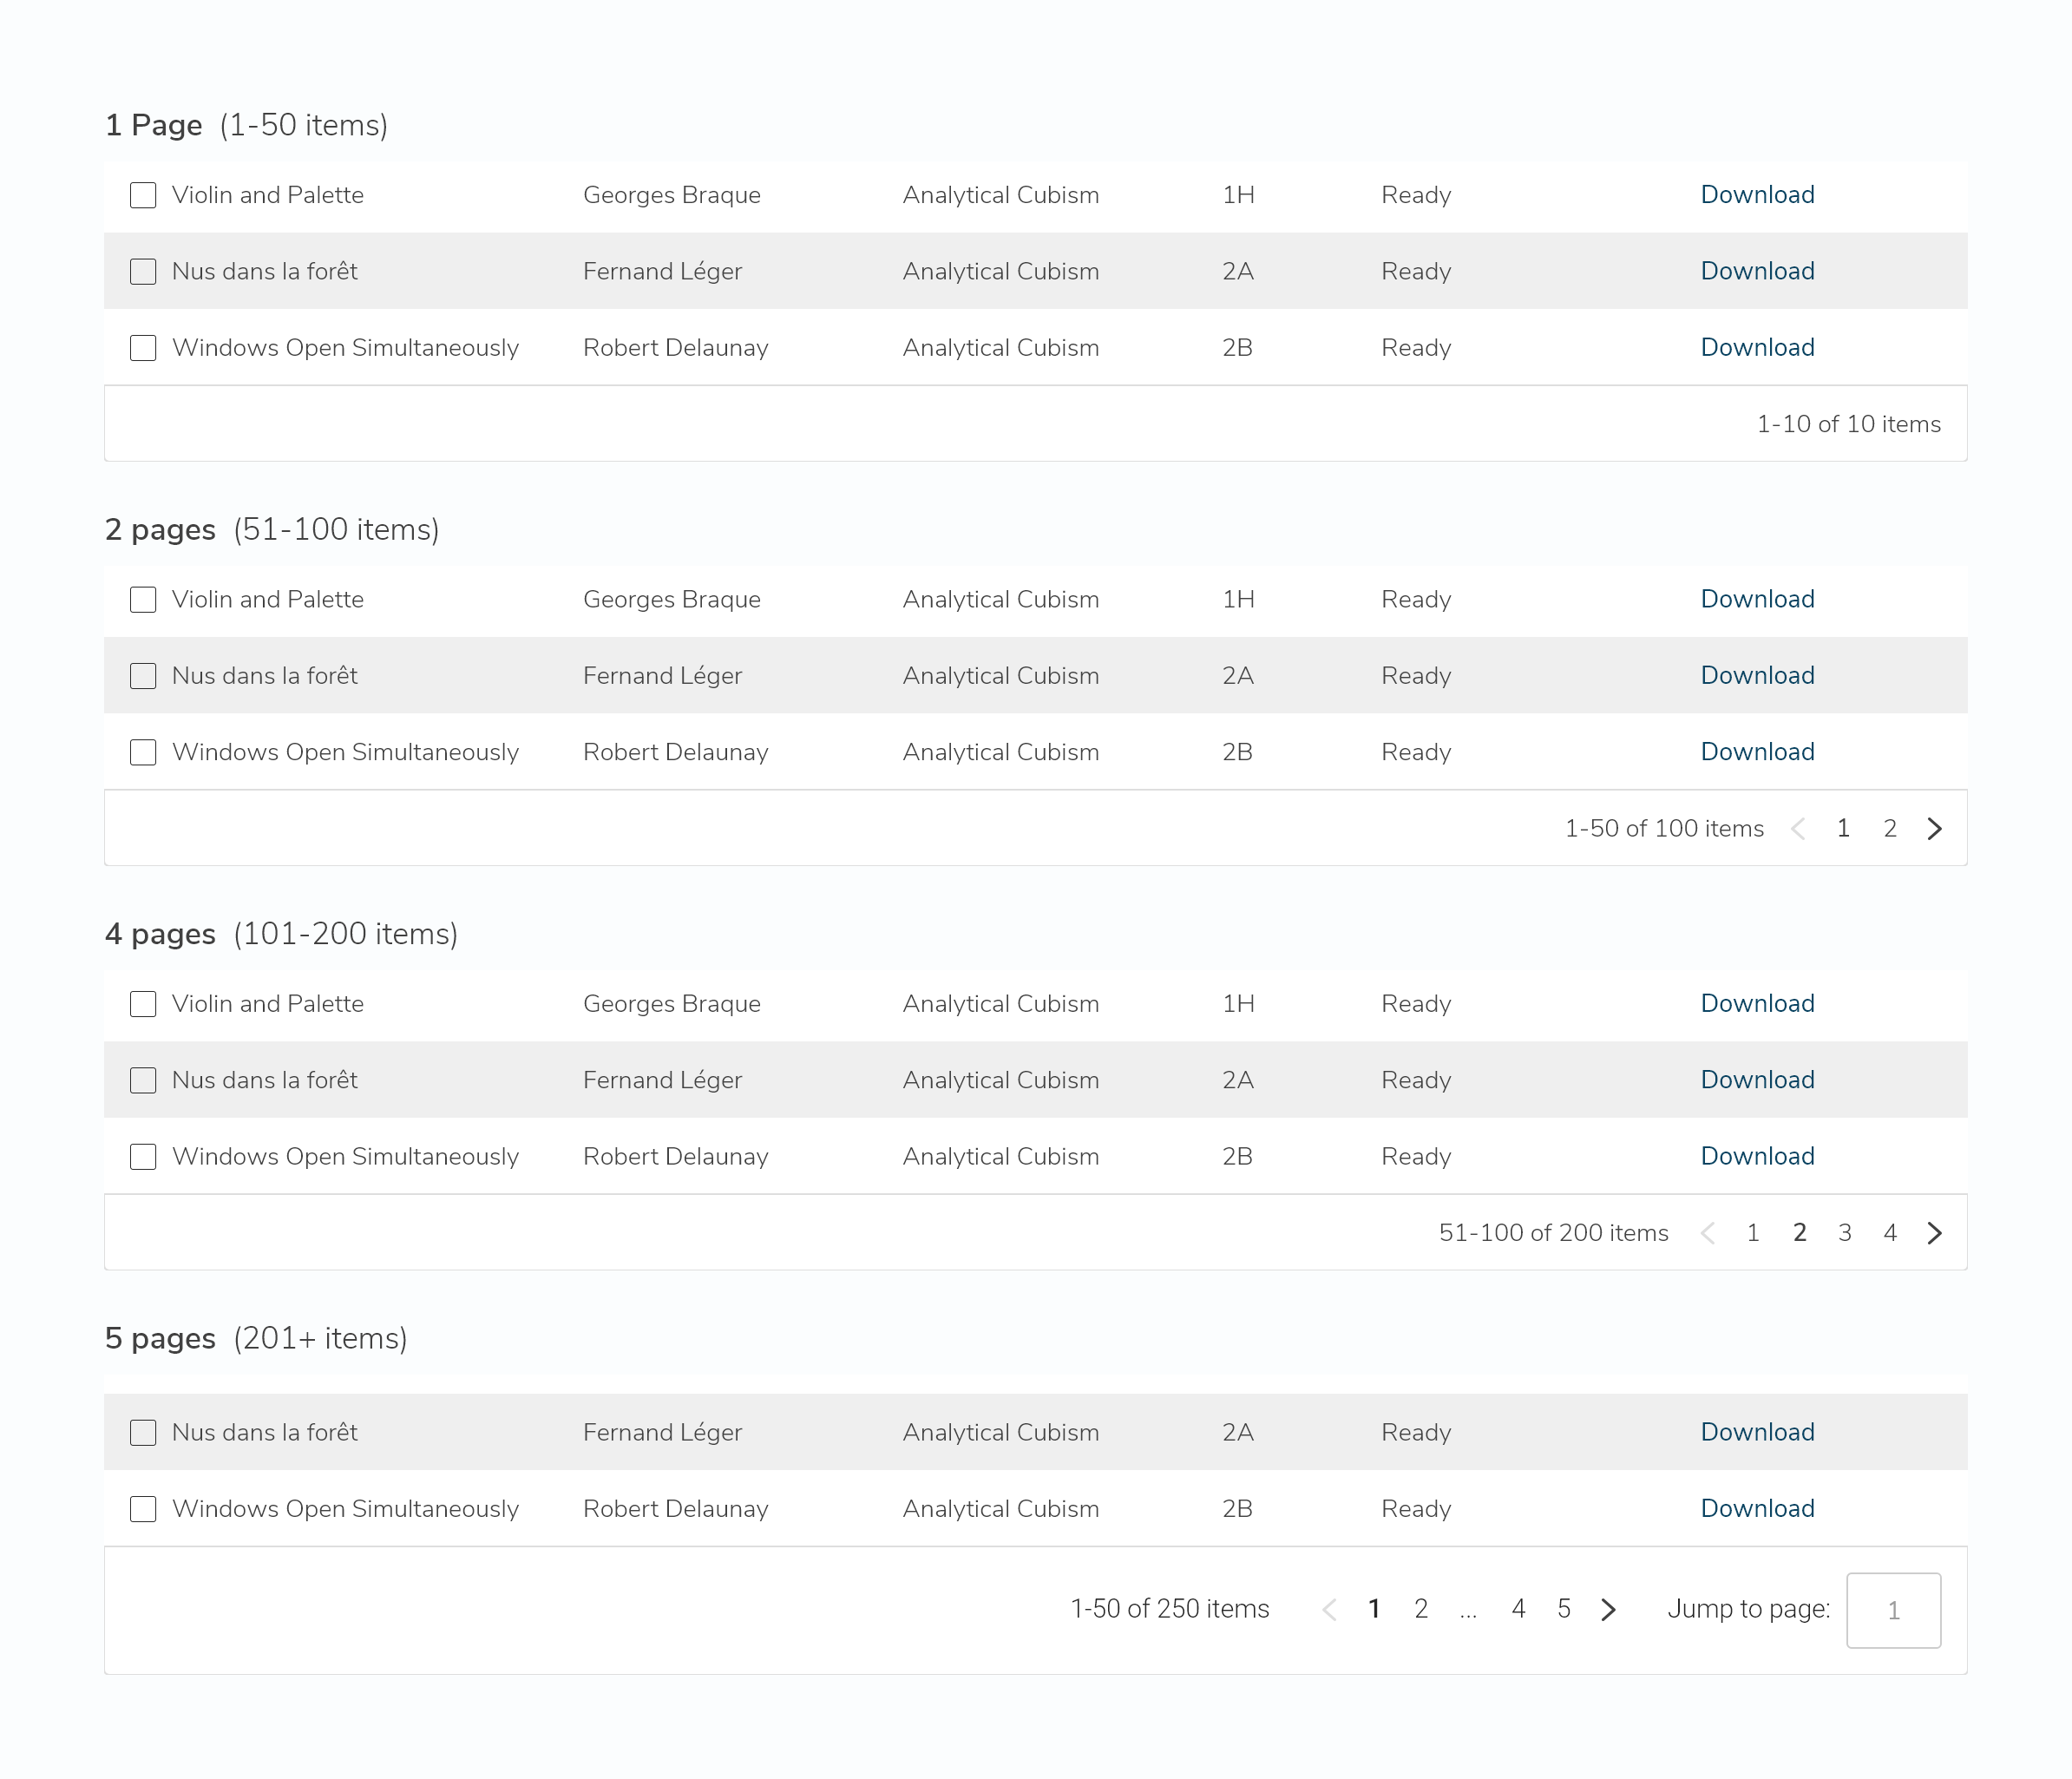 1 Page (1-50 items)
Violin and Palette Georges Braque Analytical Cubism 1H Ready Download
Nus dans la forêt Fernand Léger Analytical Cubism 2A Ready Download
Windows Open Simultaneously Robert Delaunay Analytical Cubism 2B Ready Download
1-10 of 10 items
2 pages (51-100 items)
Violin and Palette Georges Braque Analytical Cubism 1H Ready Download
Nus dans la forêt Fernand Léger Analytical Cubism 2A Ready Download
Windows Open Simultaneously Robert Delaunay Analytical Cubism 2B Ready Download
1-50 of 100 items 1 2
4 pages (101-200 items)
Violin and Palette Georges Braque Analytical Cubism 1H Ready Download
Nus dans la forêt Fernand Léger Analytical Cubism 2A Ready Download
Windows Open Simultaneously Robert Delaunay Analytical Cubism 2B Ready Download
51-100 of 200 items 1 2 3 4
5 pages (201+ items)
Nus dans la forêt Fernand Léger Analytical Cubism 2A Ready Download
Windows Open Simultaneously Robert Delaunay Analytical Cubism 2B Ready Download
1-50 of 250 items 1 2 ... 4 5 Jump to page: 1